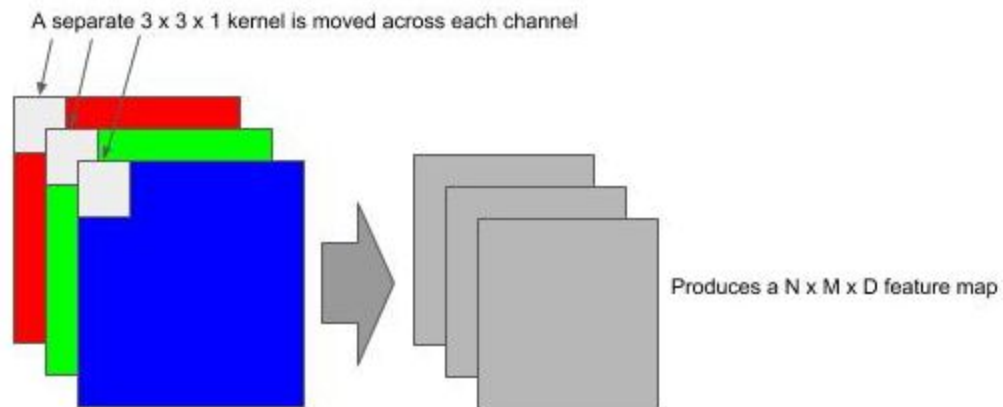 A separate 3 x 3 x 1 kernel is moved across each channel
Produces a N x M x D feature map